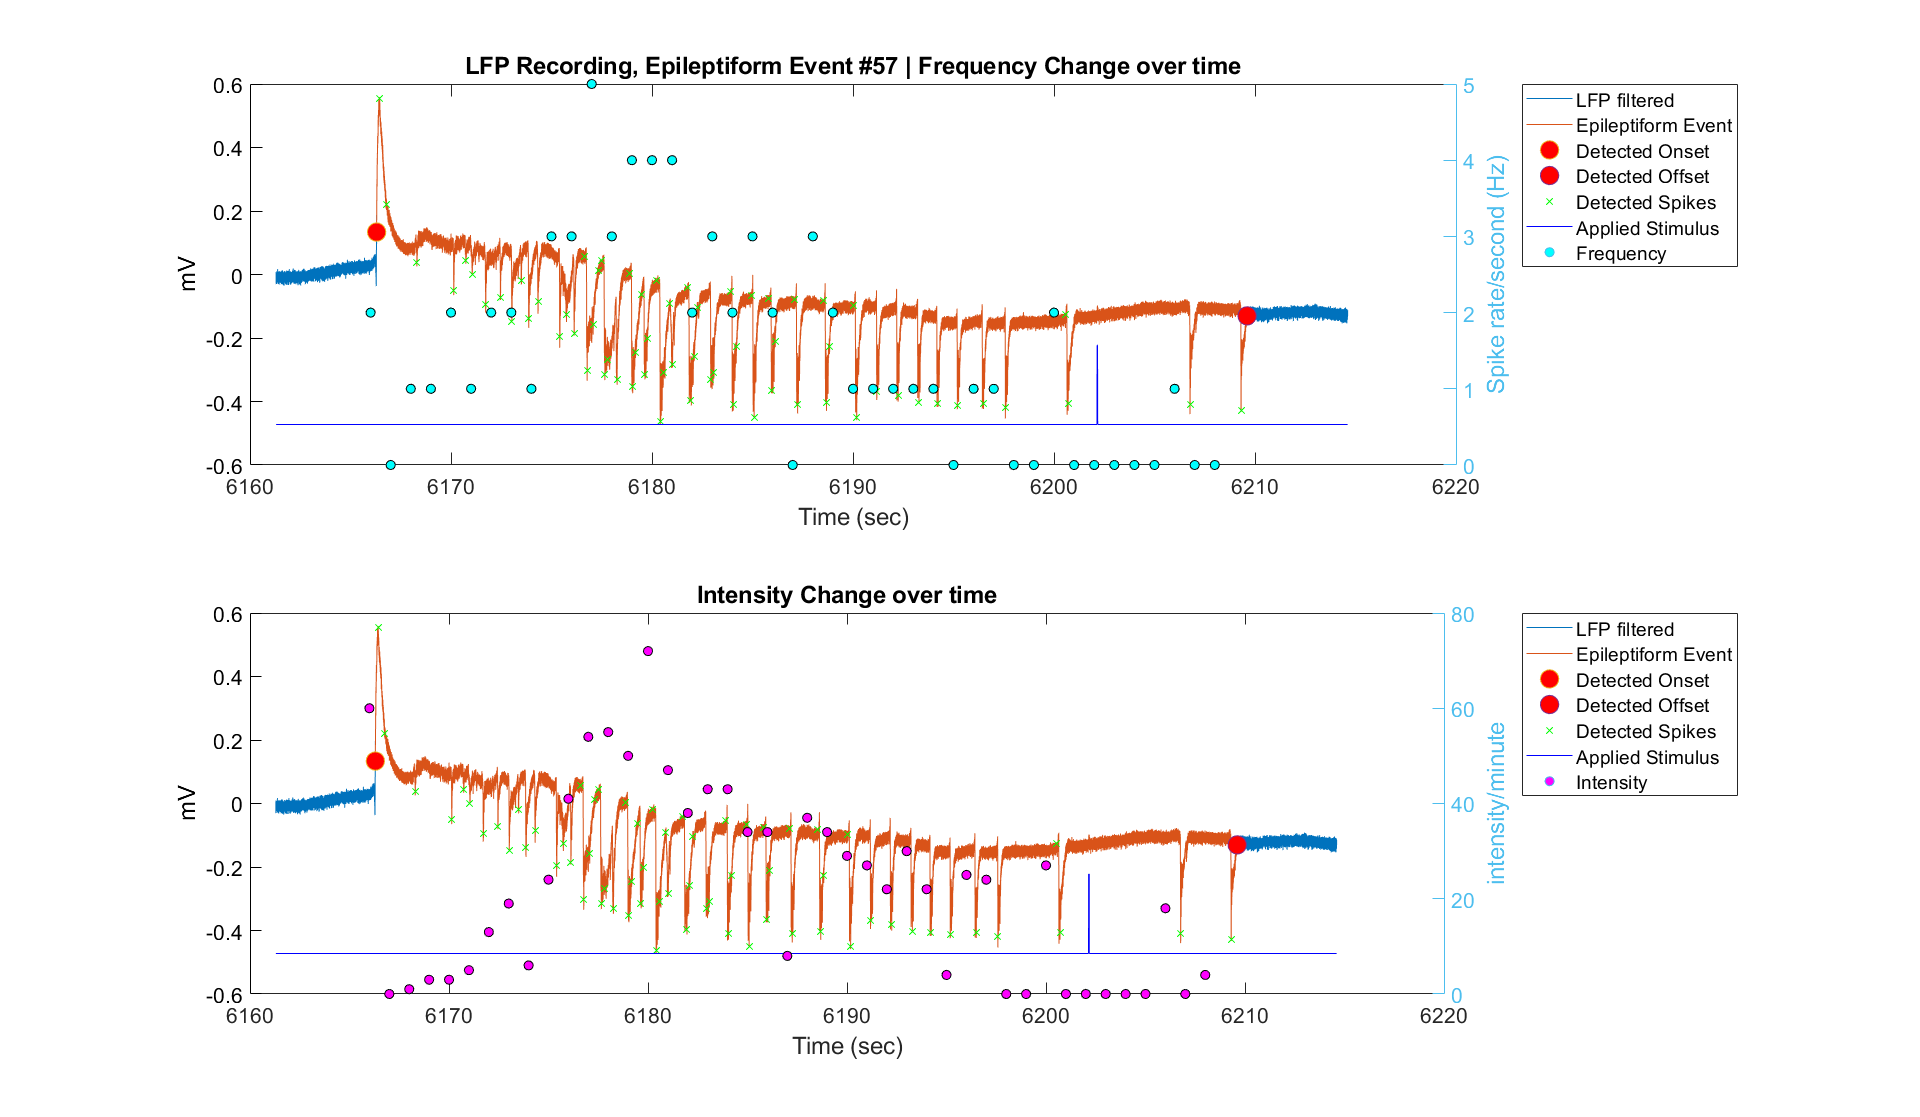 LFP Recording, Epileptiform Event #57 | Frequency Change over time
0.6
0.4
0.2
0
-0.2
-0.4
-0.6
mV
6160
6170
6180
6190
6200
6210
6220
Time (sec)
5
4
3
2
1
0
Spike rate/second (Hz)
LFP filtered
Epileptiform Event
Detected Onset
Detected Offset
Detected Spikes
Applied Stimulus
Frequency
Intensity Change over time
0.6
0.4
0.2
0
-0.2
-0.4
-0.6
mV
6160
6170
6180
6190
6200
6210
6220
Time (sec)
80
60
40
20
0
intensity/minute
LFP filtered
Epileptiform Event
Detected Onset
Detected Offset
Detected Spikes
Applied Stimulus
Intensity